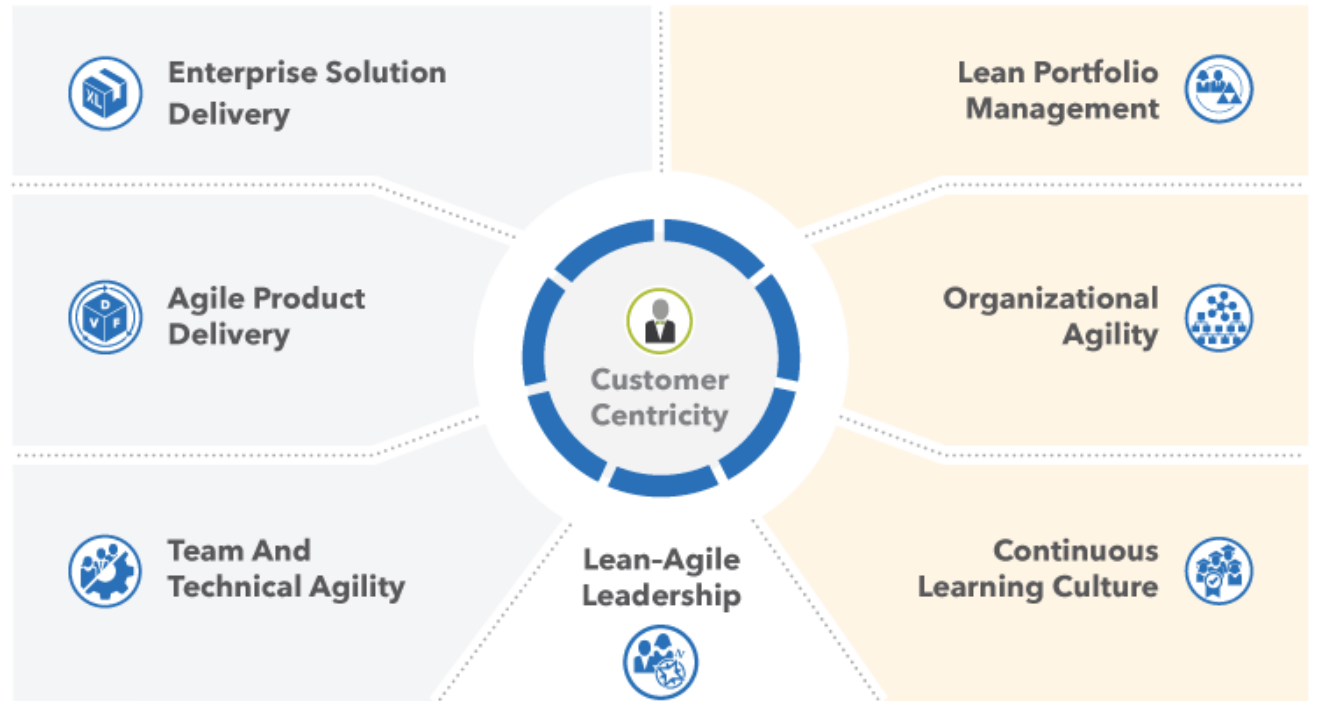 Enterprise Solution
Delivery
Lean Portfolio
Management
XL
Agile Product
Delivery
D
V
F
Organizational
Agility
Customer
Centricity
Team And
Technical Agility
Lean-Agile
Leadership
N
Continuous
Learning Culture